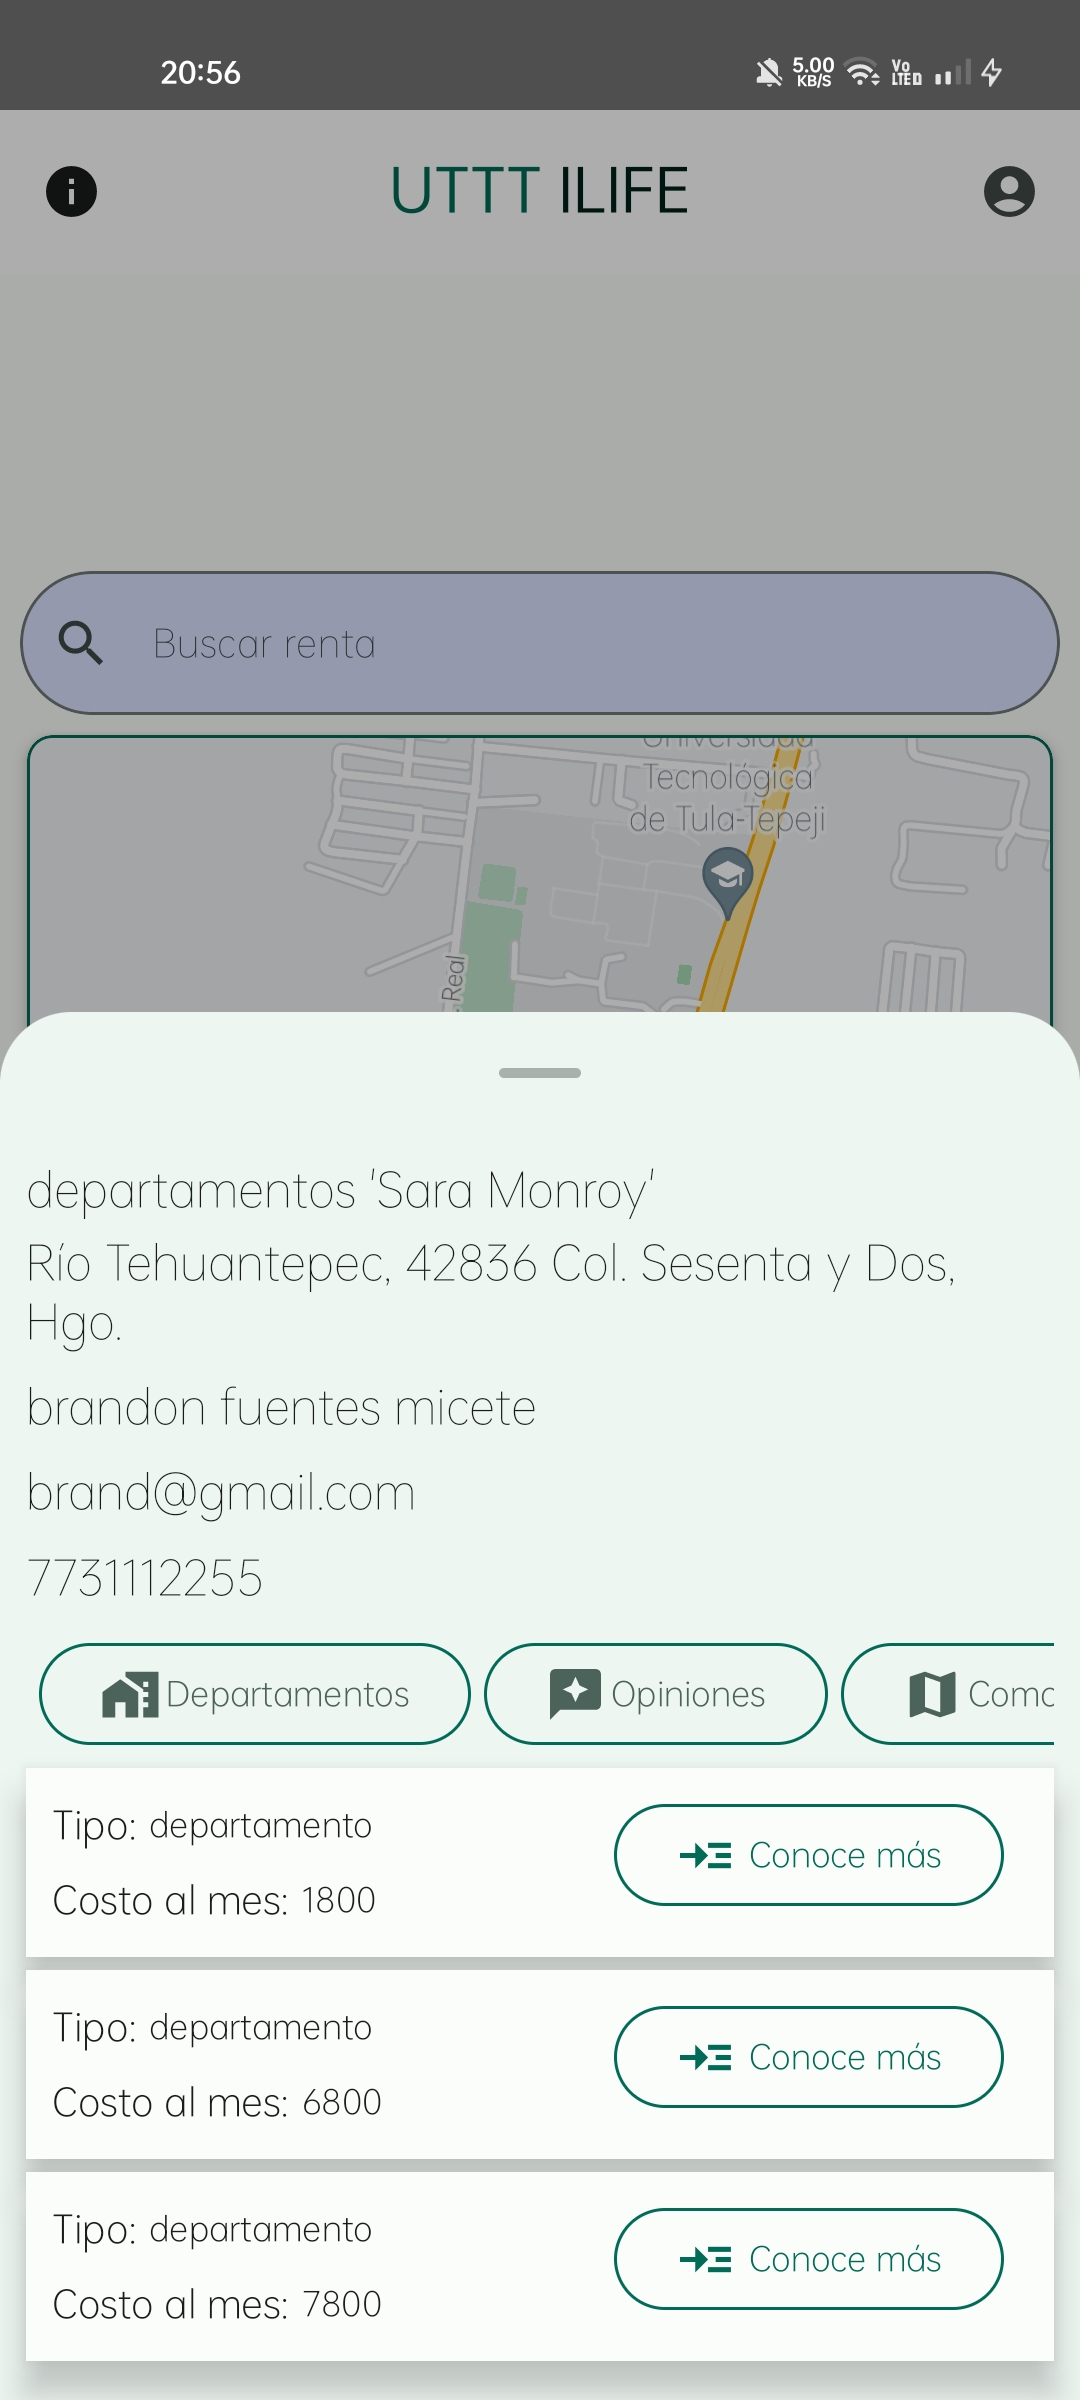 20:56
5.00 KB/S
Vo LTE D
UTTT ILIFE
Buscar renta
Universidad
Tecnológica
de Tula-Tepeji
Real
departamentos 'Sara Monroy'
Río Tehuantepec, 42836 Col. Sesenta y Dos,
Hgo.
brandon fuentes micete
brand@gmail.com
7731112255
Departamentos Opiniones Como
Tipo: departamento
Conoce más
Costo al mes: 1800
Tipo: departamento
Conoce más
Costo al mes: 6800
Tipo: departamento
Conoce más
Costo al mes: 7800